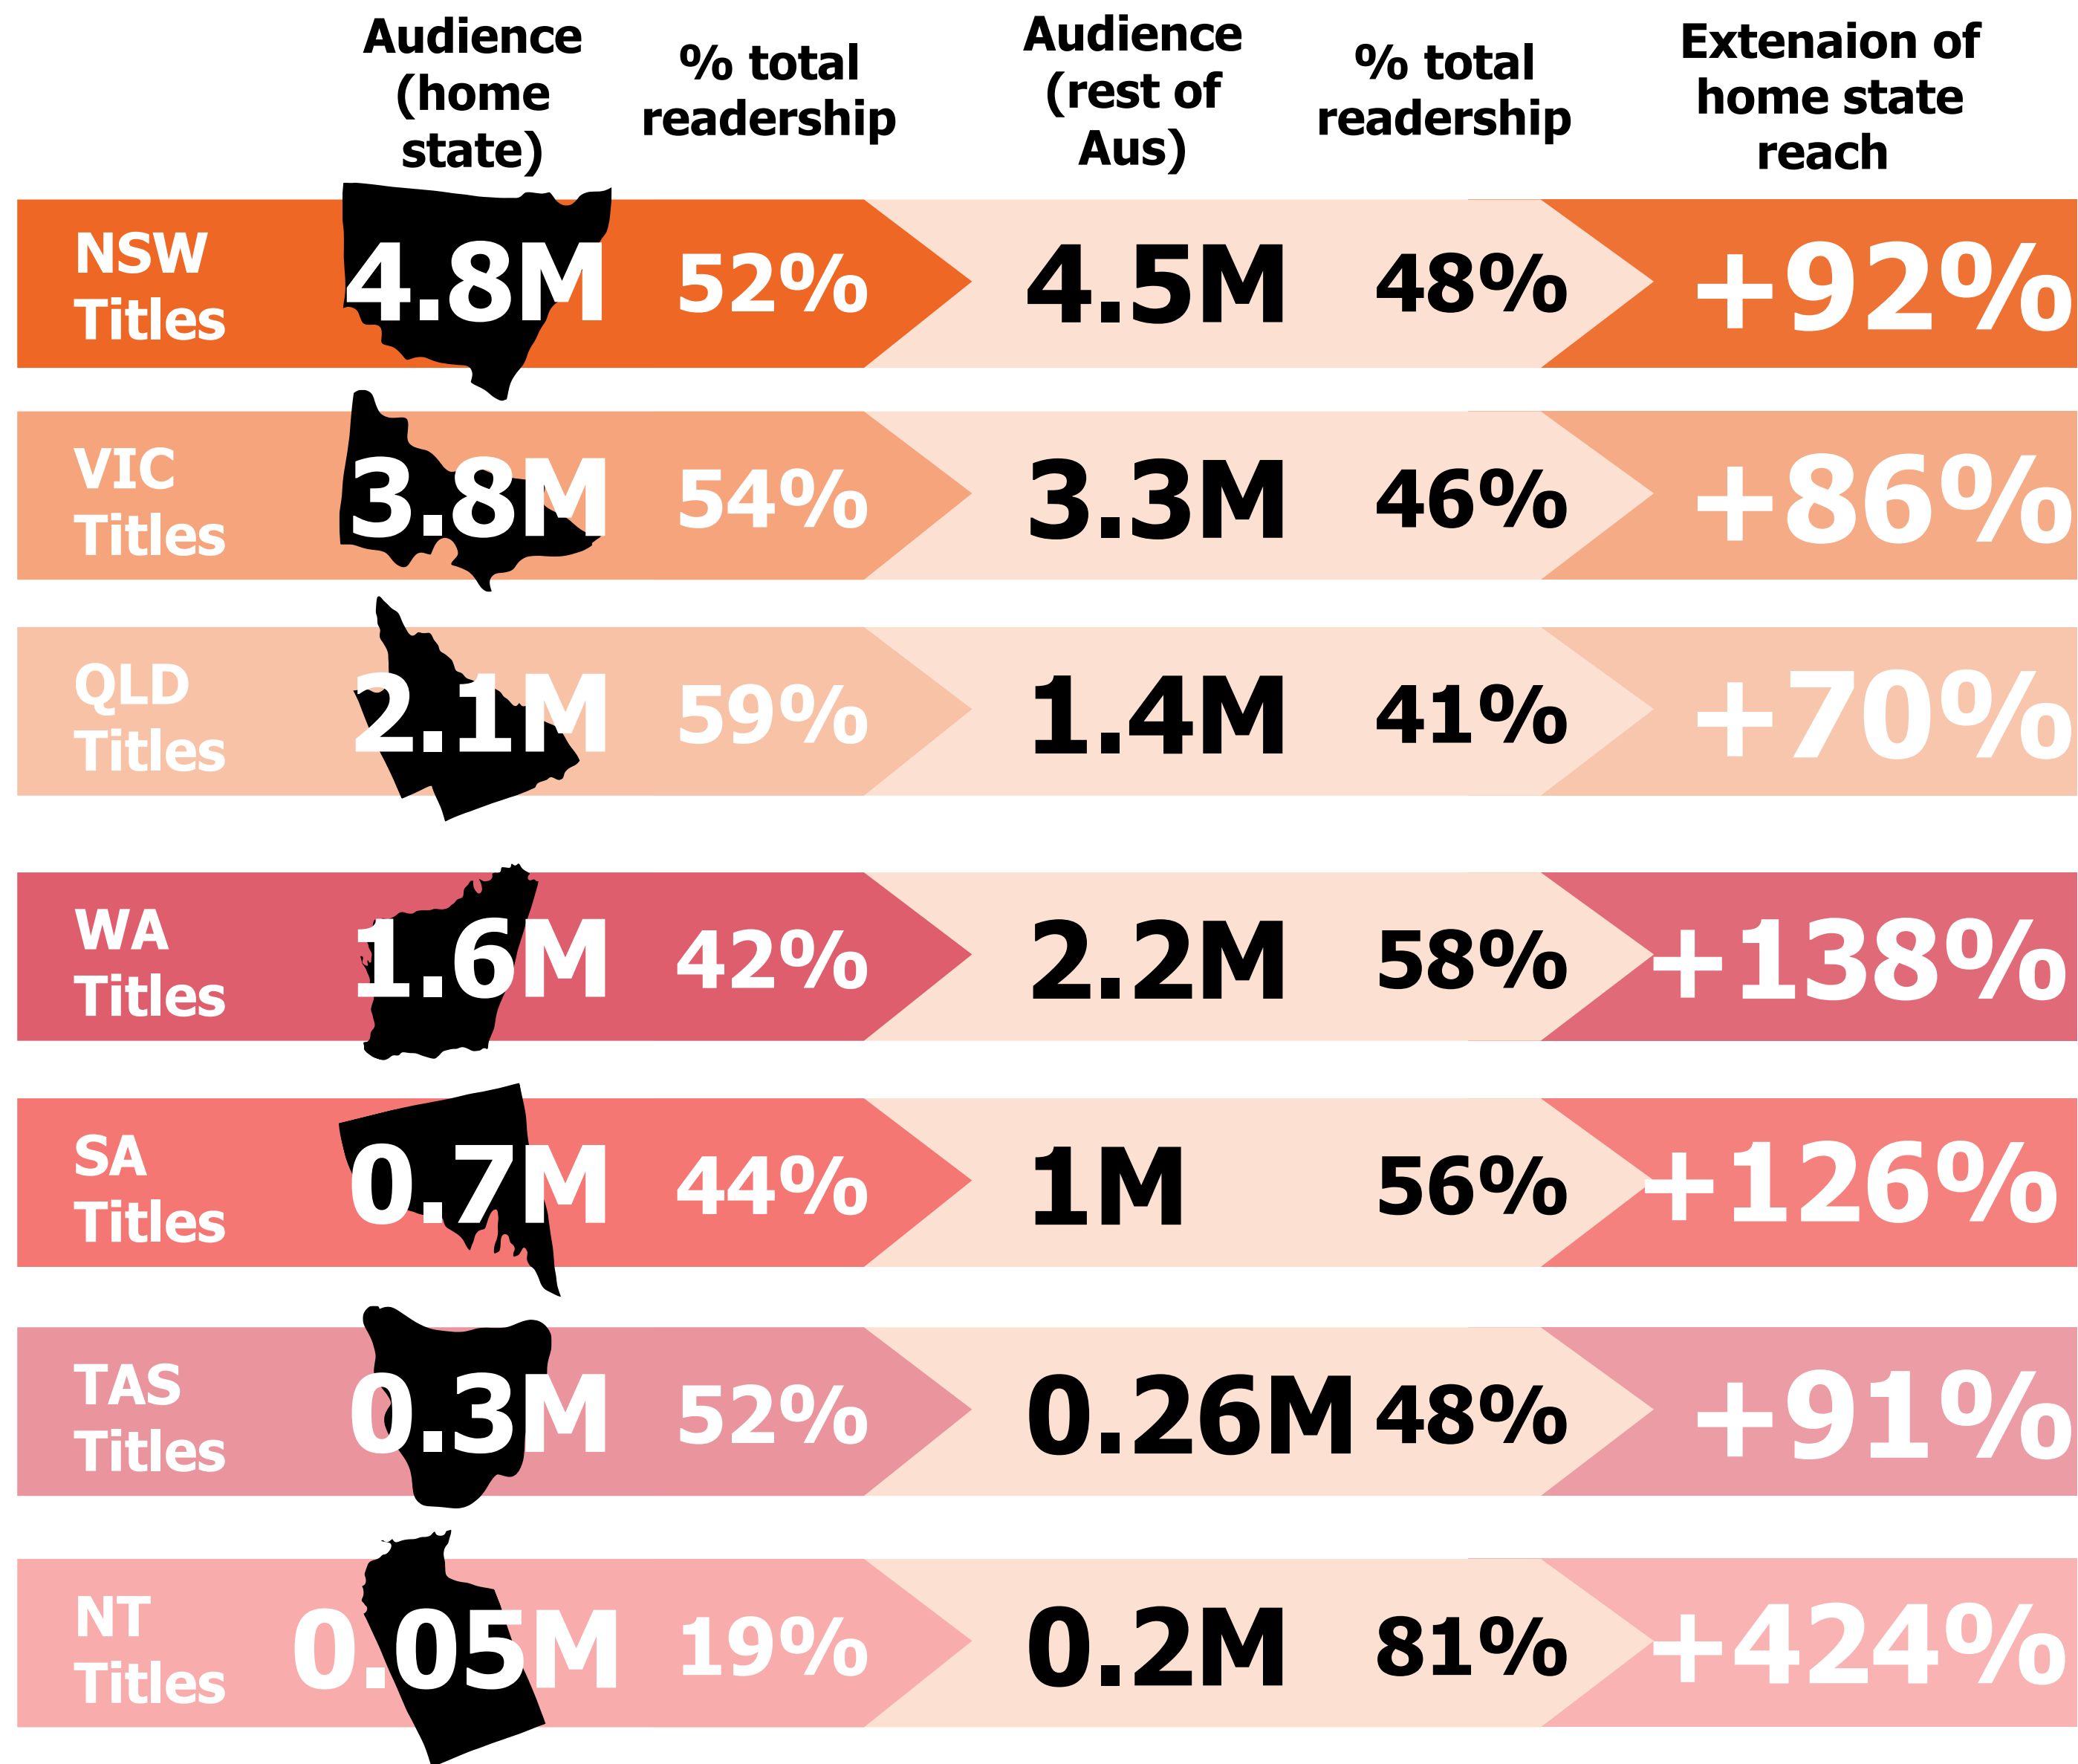 Audience
(home
state)
% total
readership
Audience
(rest of
Aus)
% total
readership
Extenaion of
home state
reach
NSW
Titles
4.8M
52%
4.5M
48%
+92%
VIC
Titles
3.8M
54%
3.3M
46%
+86%
QLD
Titles
2.1M
59%
1.4M
41%
+70%
WA
Titles
1.6M
42%
2.2M
58%
+138%
SA
Titles
0.7M
44%
1M
56%
+126%
TAS
Titles
0.3M
52%
0.26M
48%
+91%
NT
Titles
0.05M
19%
0.2M
81%
+424%